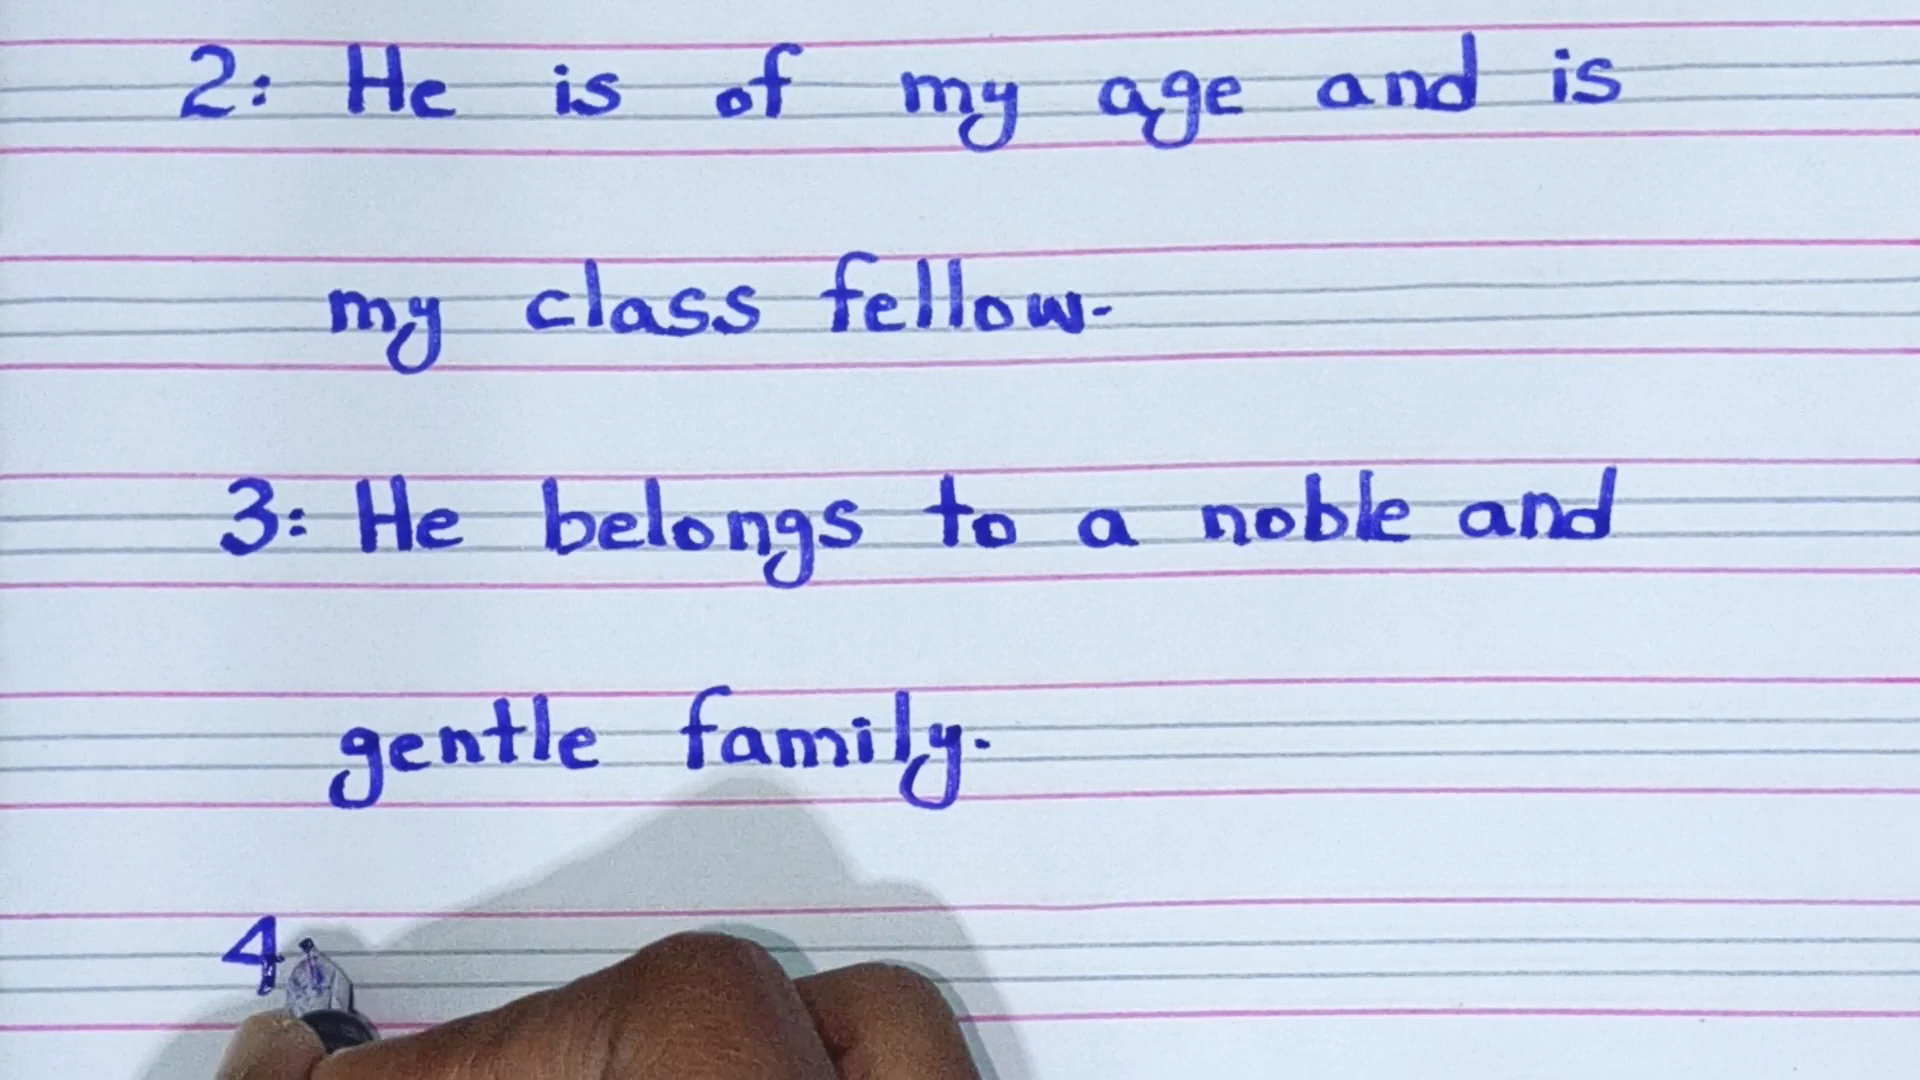 2: He is of my age and is
my class fellow.
3: He belongs to a noble and
gentle family.
4